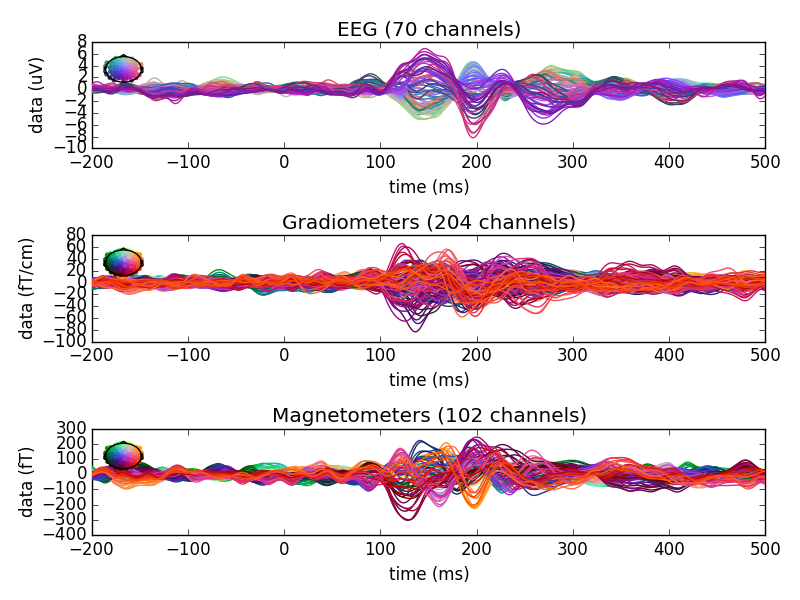 EEG (70 channels)
data (uV)
8
6
4
2
0
−2
−4
−6
−8
−10
−200 −100 0 100 200 300 400 500
time (ms)
Gradiometers (204 channels)
data (fT/cm)
80
60
40
20
0
−20
−40
−60
−80
−100
−200 −100 0 100 200 300 400 500
time (ms)
Magnetometers (102 channels)
data (fT)
300
200
100
0
−100
−200
−300
−400
−200 −100 0 100 200 300 400 500
time (ms)